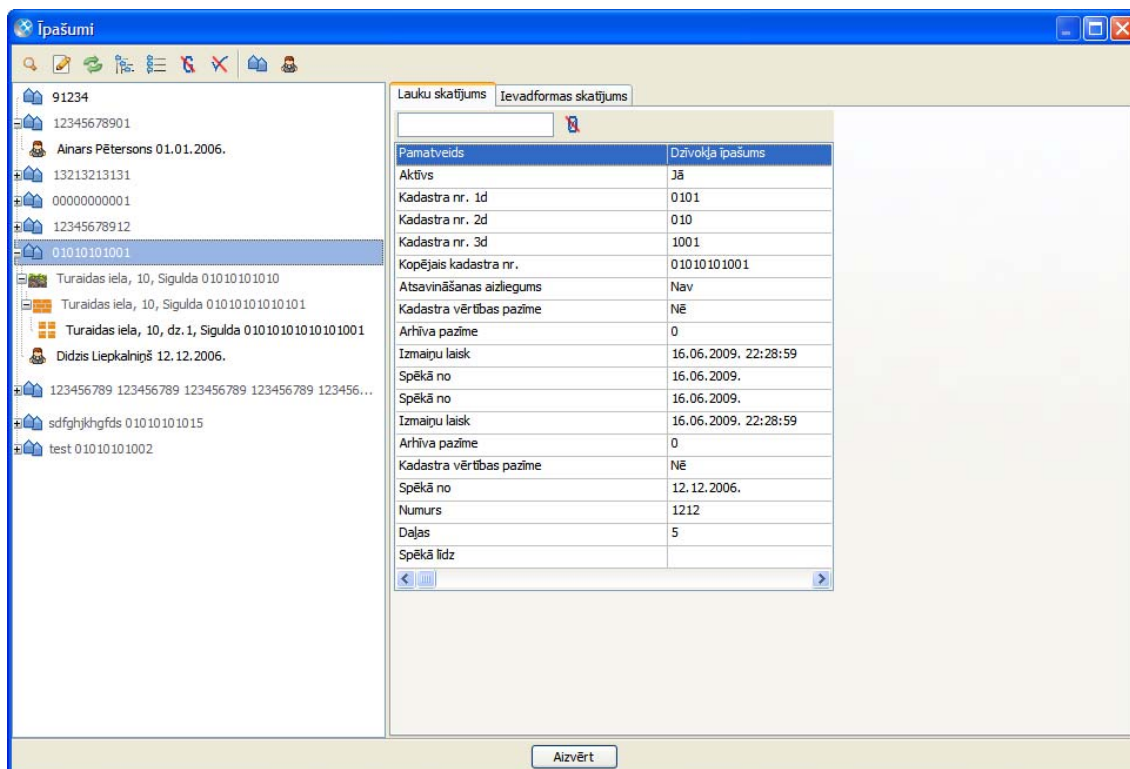 Īpašumi
91234
12345678901
Ainars Pētersons 01.01.2006.
13213213131
00000000001
12345678912
01010101001
Turaidas iela, 10, Sigulda 01010101010
Turaidas iela, 10, Sigulda 01010101010101
Turaidas iela, 10, dz.1, Sigulda 01010101010101001
Didzis Liepkalniņš 12.12.2006.
123456789 123456789 123456789 123456789 123456...
sdfghjkhgfds 01010101015
test 01010101002
Lauku skatījums Ievadformas skatījums
Pamatveids Dzīvokļa īpašums
Aktīvs Jā
Kadastra nr. 1d 0101
Kadastra nr. 2d 010
Kadastra nr. 3d 1001
Kopējais kadastra nr. 01010101001
Atsavināšanas aizliegums Nav
Kadastra vērtības pazīme Nē
Arhīva pazīme 0
Izmaiņu laisk 16.06.2009. 22:28:59
Spēkā no 16.06.2009.
Spēkā no 16.06.2009.
Izmaiņu laisk 16.06.2009. 22:28:59
Arhīva pazīme 0
Kadastra vērtības pazīme Nē
Spēkā no 12.12.2006.
Numurs 1212
Daļas 5
Spēkā līdz
Aizvērt